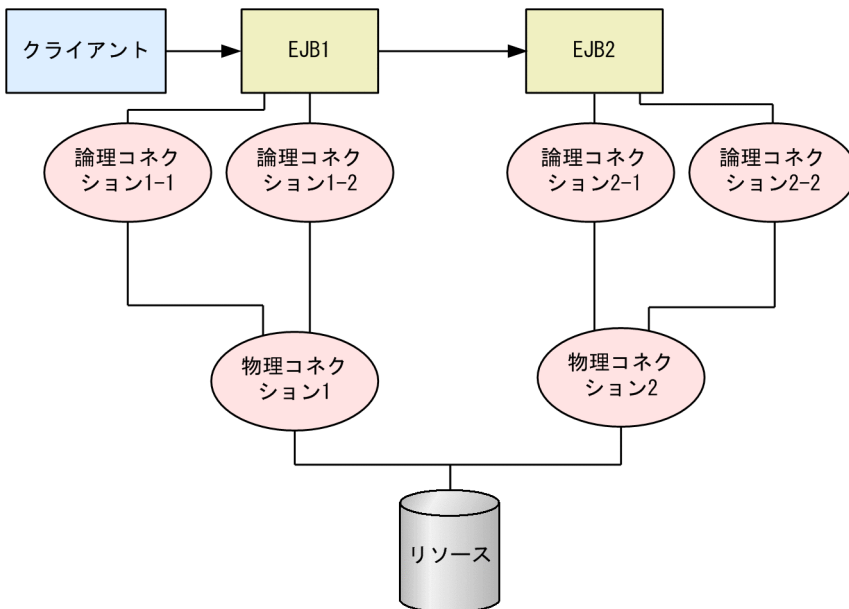 クライアント
EJB1
EJB2
論理コネク
ション1-1
論理コネク
ション1-2
論理コネク
ション2-1
論理コネク
ション2-2
物理コネク
ション1
物理コネク
ション2
リソース